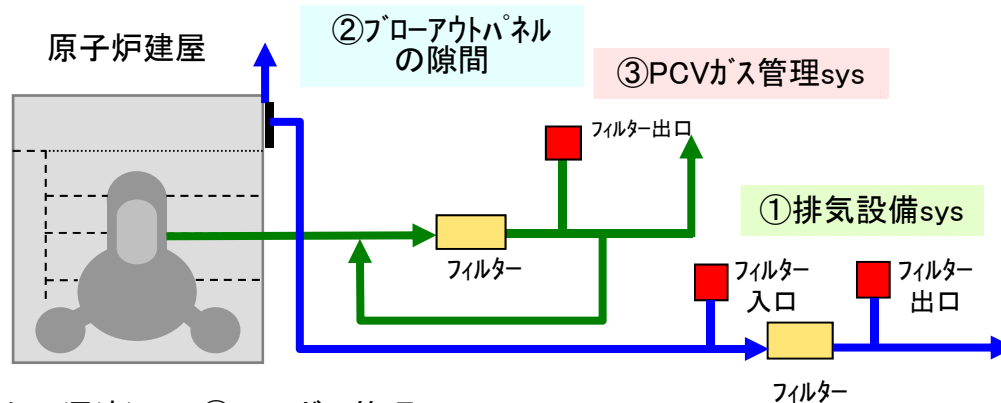 原子炉建屋
②ﾌﾞﾛｰｱｳﾄﾊﾟﾈﾙ
の隙間
③PCVｶﾞｽ管理sys
ﾌｨﾙﾀｰ出口
①排気設備sys
ﾌｨﾙﾀｰ
ﾌｨﾙﾀｰ
入口
ﾌｨﾙﾀｰ
出口
ﾌｨﾙﾀｰ